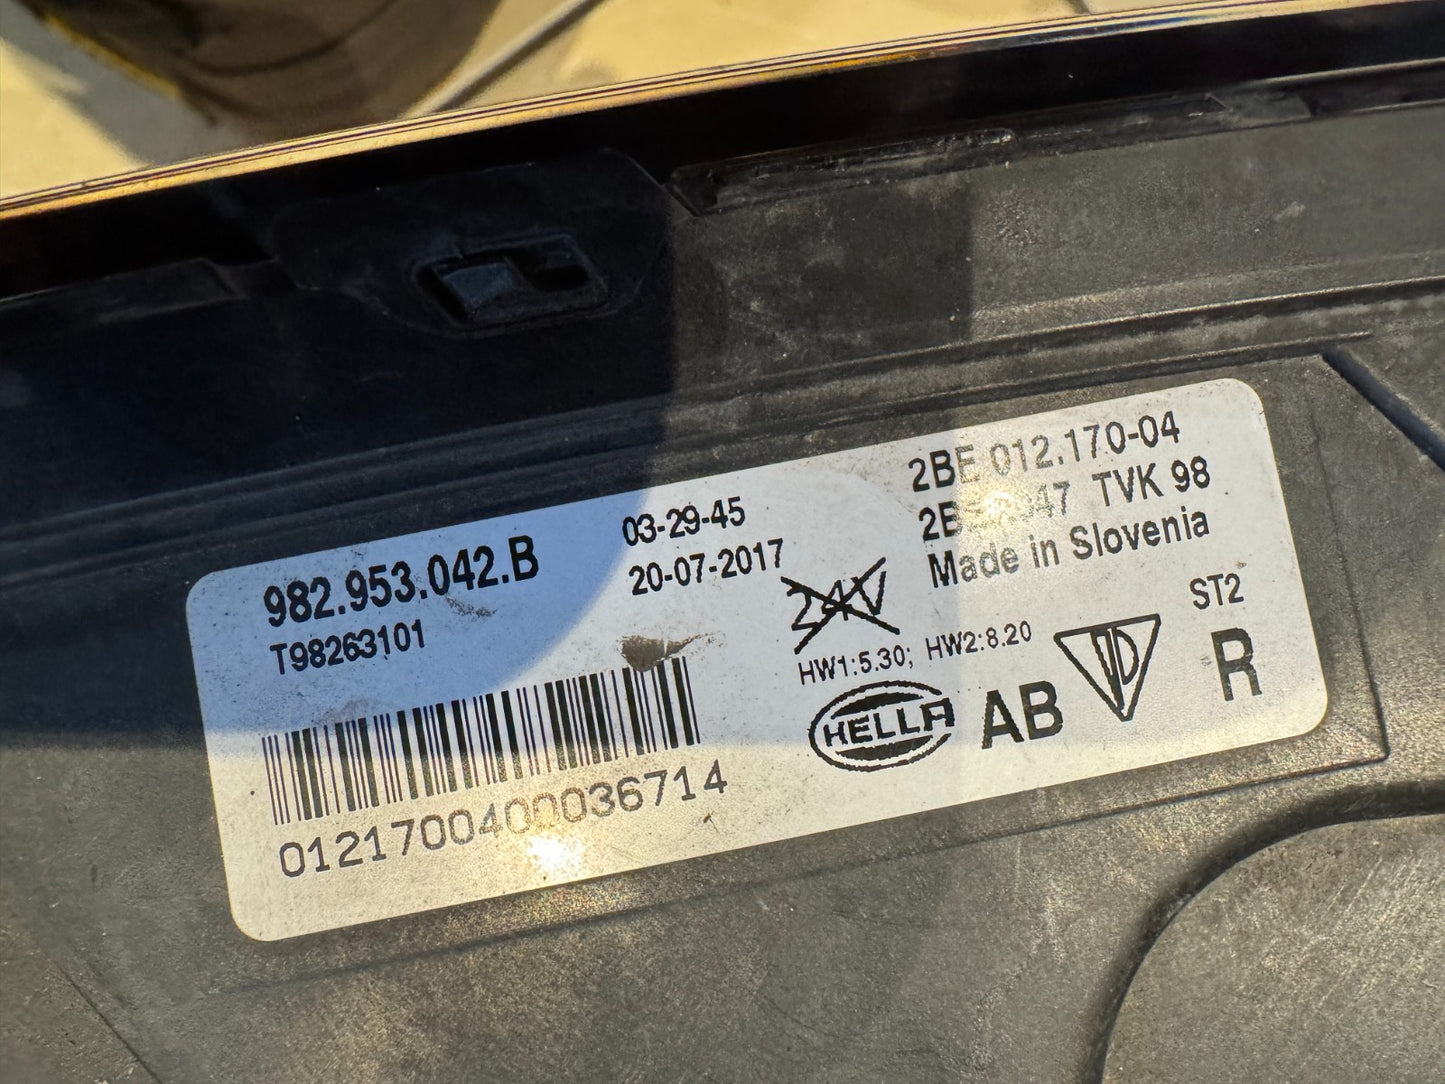 982.953.042.B
T98263101
03-29-45
20-07-2017
24V
2BE 012.170-04
TVK 98
Made in Slovenia
HW1:5.30; HW2:8.20
ST2
HELLA
AB
R
0121700400036714